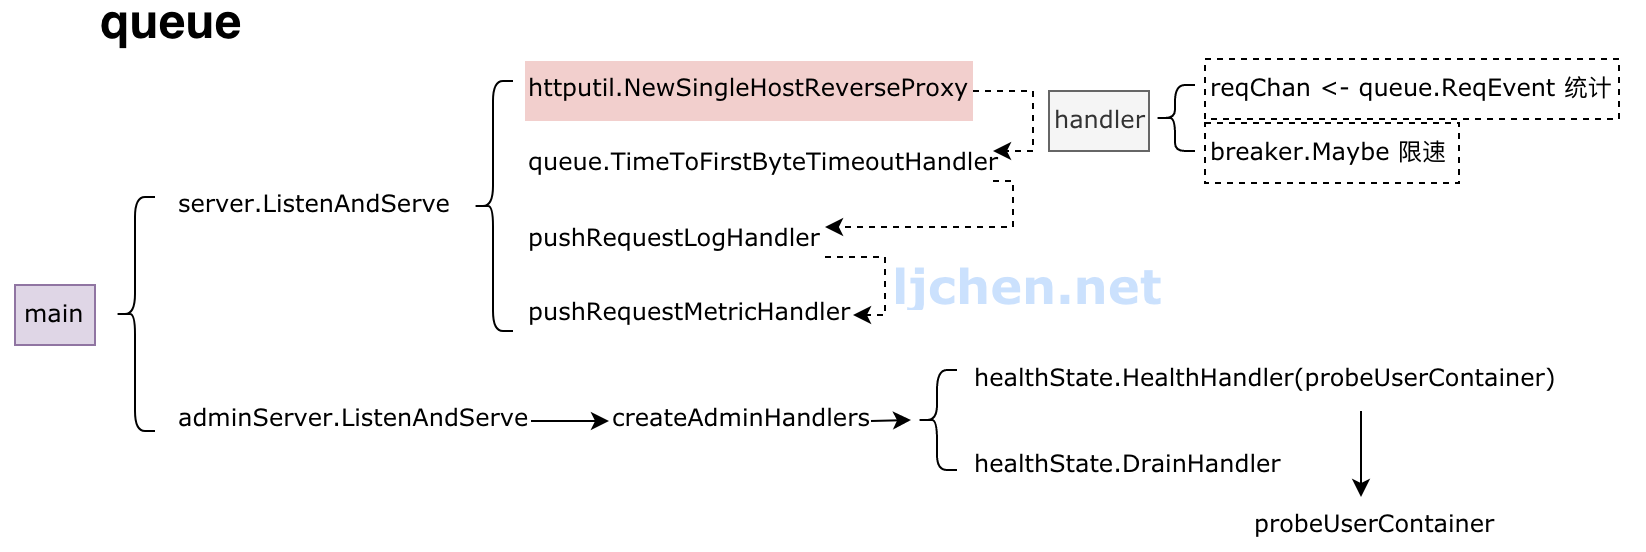 queue
httputil.NewSingleHostReverseProxy
handler
reqChan <- queue.ReqEvent 统计
breaker.Maybe 限速
queue.TimeToFirstByteTimeoutHandler
server.ListenAndServe
pushRequestLogHandler
ljchen.net
pushRequestMetricHandler
main
healthState.HealthHandler(probeUserContainer)
adminServer.ListenAndServe
createAdminHandlers
healthState.DrainHandler
probeUserContainer